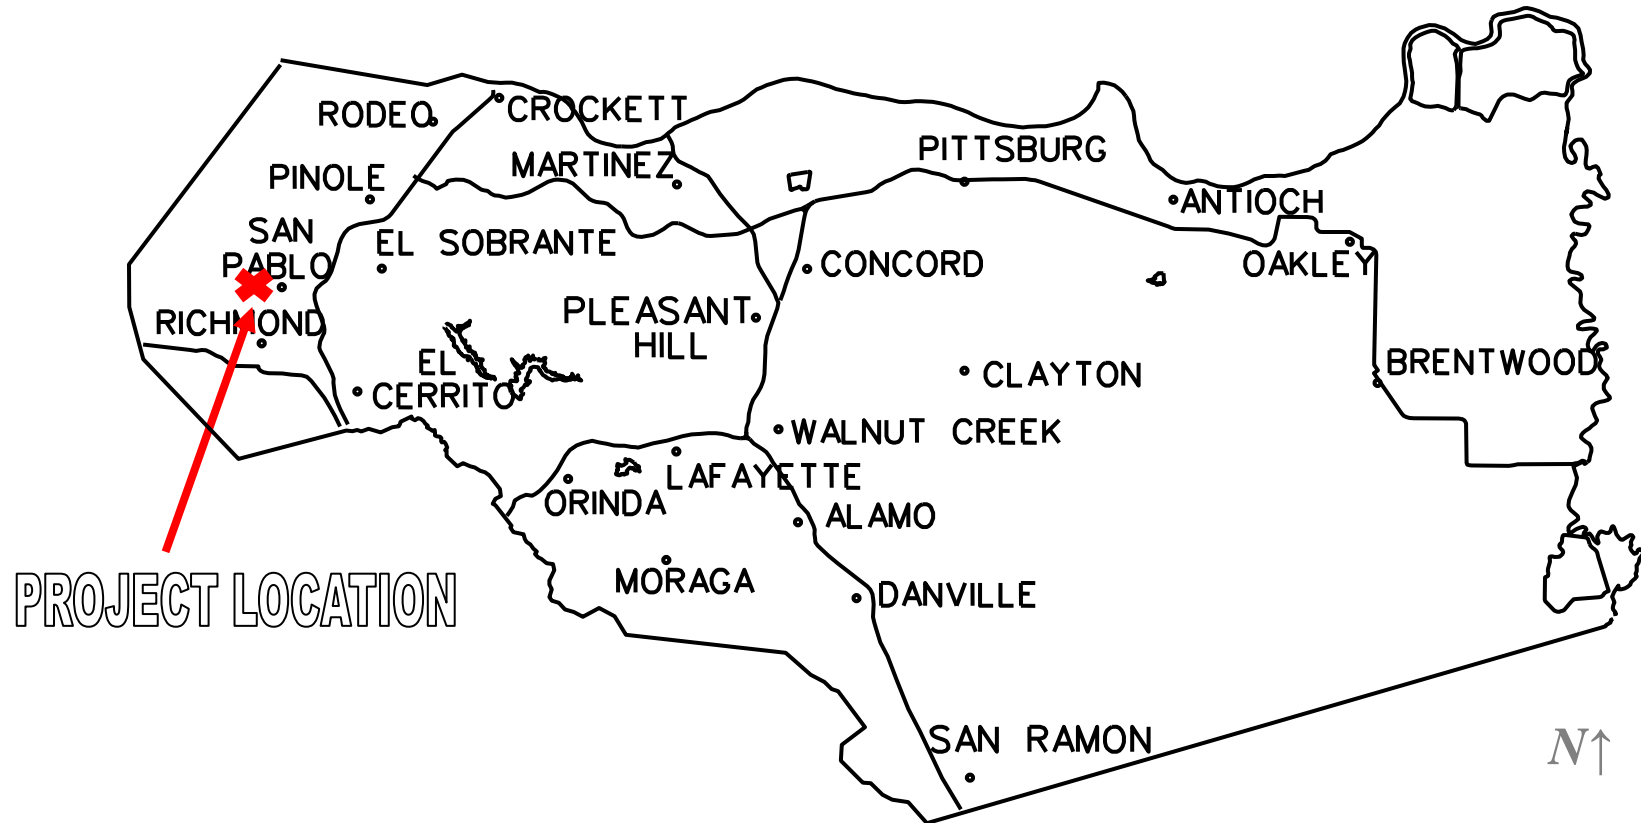 RODEO
CROCKETT
PITTSBURG
MARTINEZ
PINOLE
ANTIOCH
SAN
PABLO
EL SOBRANTE
CONCORD
OAKLEY
RICHMOND
PLEASANT
HILL
EL
CERRITO
CLAYTON
BRENTWOOD
WALNUT CREEK
LAFAYETTE
ORINDA
ALAMO
MORAGA
DANVILLE
PROJECT LOCATION
SAN RAMON
N↑